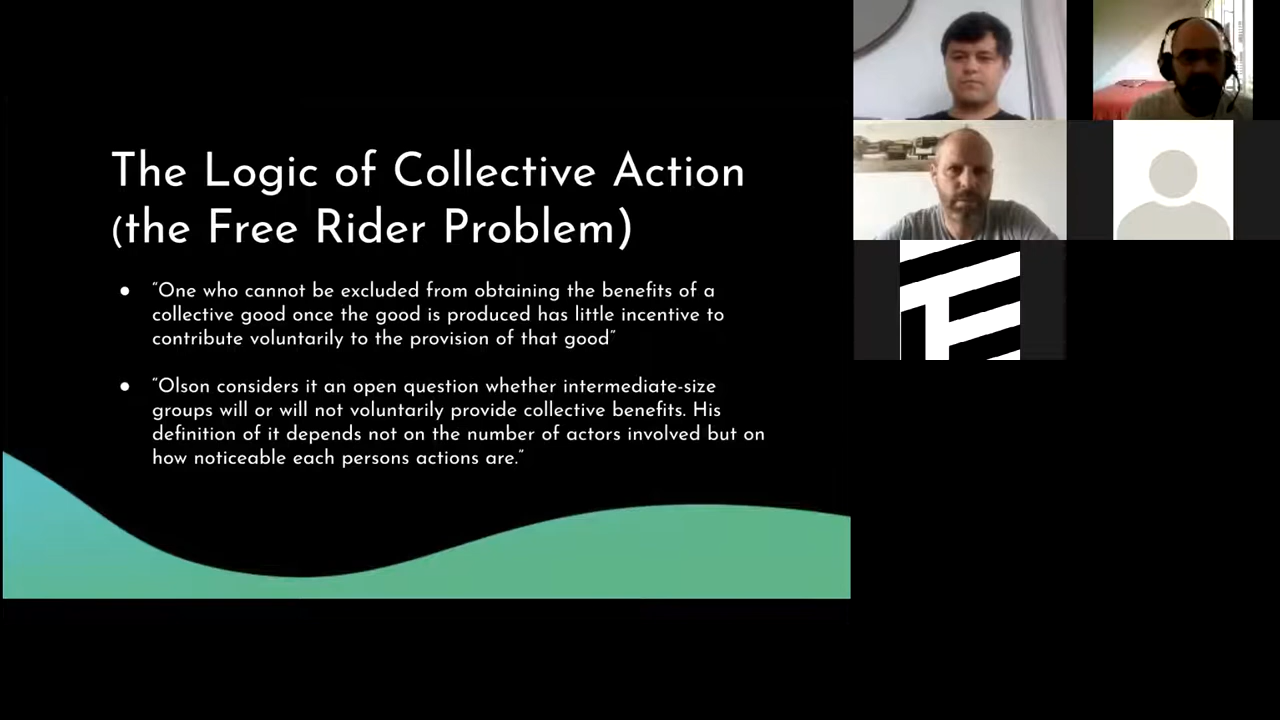 The Logic of Collective Action
(the Free Rider Problem)
● “One who cannot be excluded from obtaining the benefits of a
collective good once the good is produced has little incentive to
contribute voluntarily to the provision of that good”
● “Olson considers it an open question whether intermediate-size
groups will or will not voluntarily provide collective benefits. His
definition of it depends not on the number of actors involved but on
how noticeable each persons actions are.”